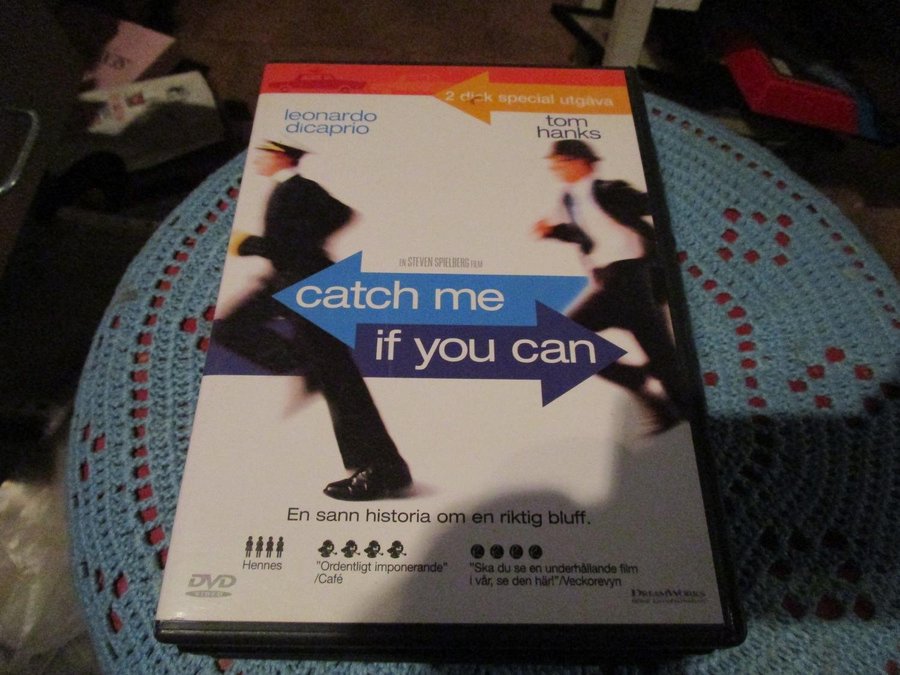 2 disk special utgåva
leonardo
dicaprio
tom
hanks
EN STEVEN SPIELBERG FILM
catch me
if you can
En sann historia om en riktig bluff.
Hennes
"Ordentligt imponerande"
/Café
"Ska du se en underhållande film
i vår, se den här!"/Veckorevyn
DVD
VIDEO
DREAMWORKS